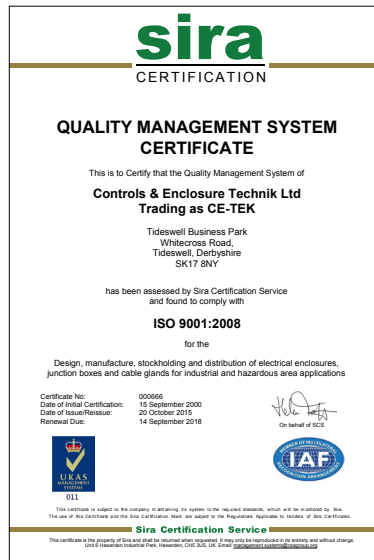 sira
CERTIFICATION
QUALITY MANAGEMENT SYSTEM
CERTIFICATE
This is to Certify that the Quality Management System of
Controls & Enclosure Technik Ltd
Trading as CE-TEK
Tideswell Business Park
Whitecross Road,
Tideswell, Derbyshire
SK17 8NY
has been assessed by Sira Certification Service
and found to comply with
ISO 9001:2008
for the
Design, manufacture, stockholding and distribution of electrical enclosures,
junction boxes and cable glands for industrial and hazardous area applications
Certificate No: 000666
Date of Initial Certification: 15 September 2000
Date of Issue/Reissue: 20 October 2015
Renewal Due: 14 September 2018
On behalf of SCS
UKAS
MANAGEMENT
SYSTEMS
011
MEMBER OF MULTILATERAL
IAF
RECOGNITION ARRANGEMENT
This certificate is subject to the company maintaining its system to the required standards, which will be monitored by Sira.
The use of this Certificate and the Sira Certification Mark are subject to the Regulations Applicable to Holders of Sira Certificates.
Sira Certification Service
This certificate is the property of Sira and shall be returned when requested. It may only be reproduced in its entirety and without change.
Unit 6 Hawarden Industrial Park, Hawarden, CH5 3US, UK Email: management.systems@csagroup.org